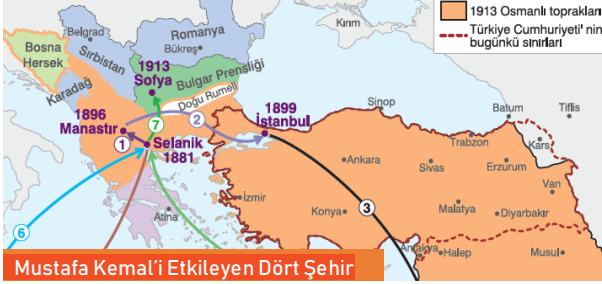 1913 Osmanlı toprakları
Türkiye Cumhuriyeti' nin
bugünkü sınırları
Kırım
Belgrad
Romanya
Bükreş
Bosna
Hersek
Sırbistan
1913
Sofya
Bulgar Prensliği
Karadağ
Doğu Rumeli
1896
Manastır
1899
İstanbul
Sinop
Batum
Tiflis
1
7
2
Selanik
1881
Trabzon
Kars
Ankara
Sivas
Erzurum
Van
İzmir
Atina
Konya
3
Malatya
Diyarbakır
6
Antakya
Halep
Musul
Mustafa Kemal’i Etkileyen Dört Şehir